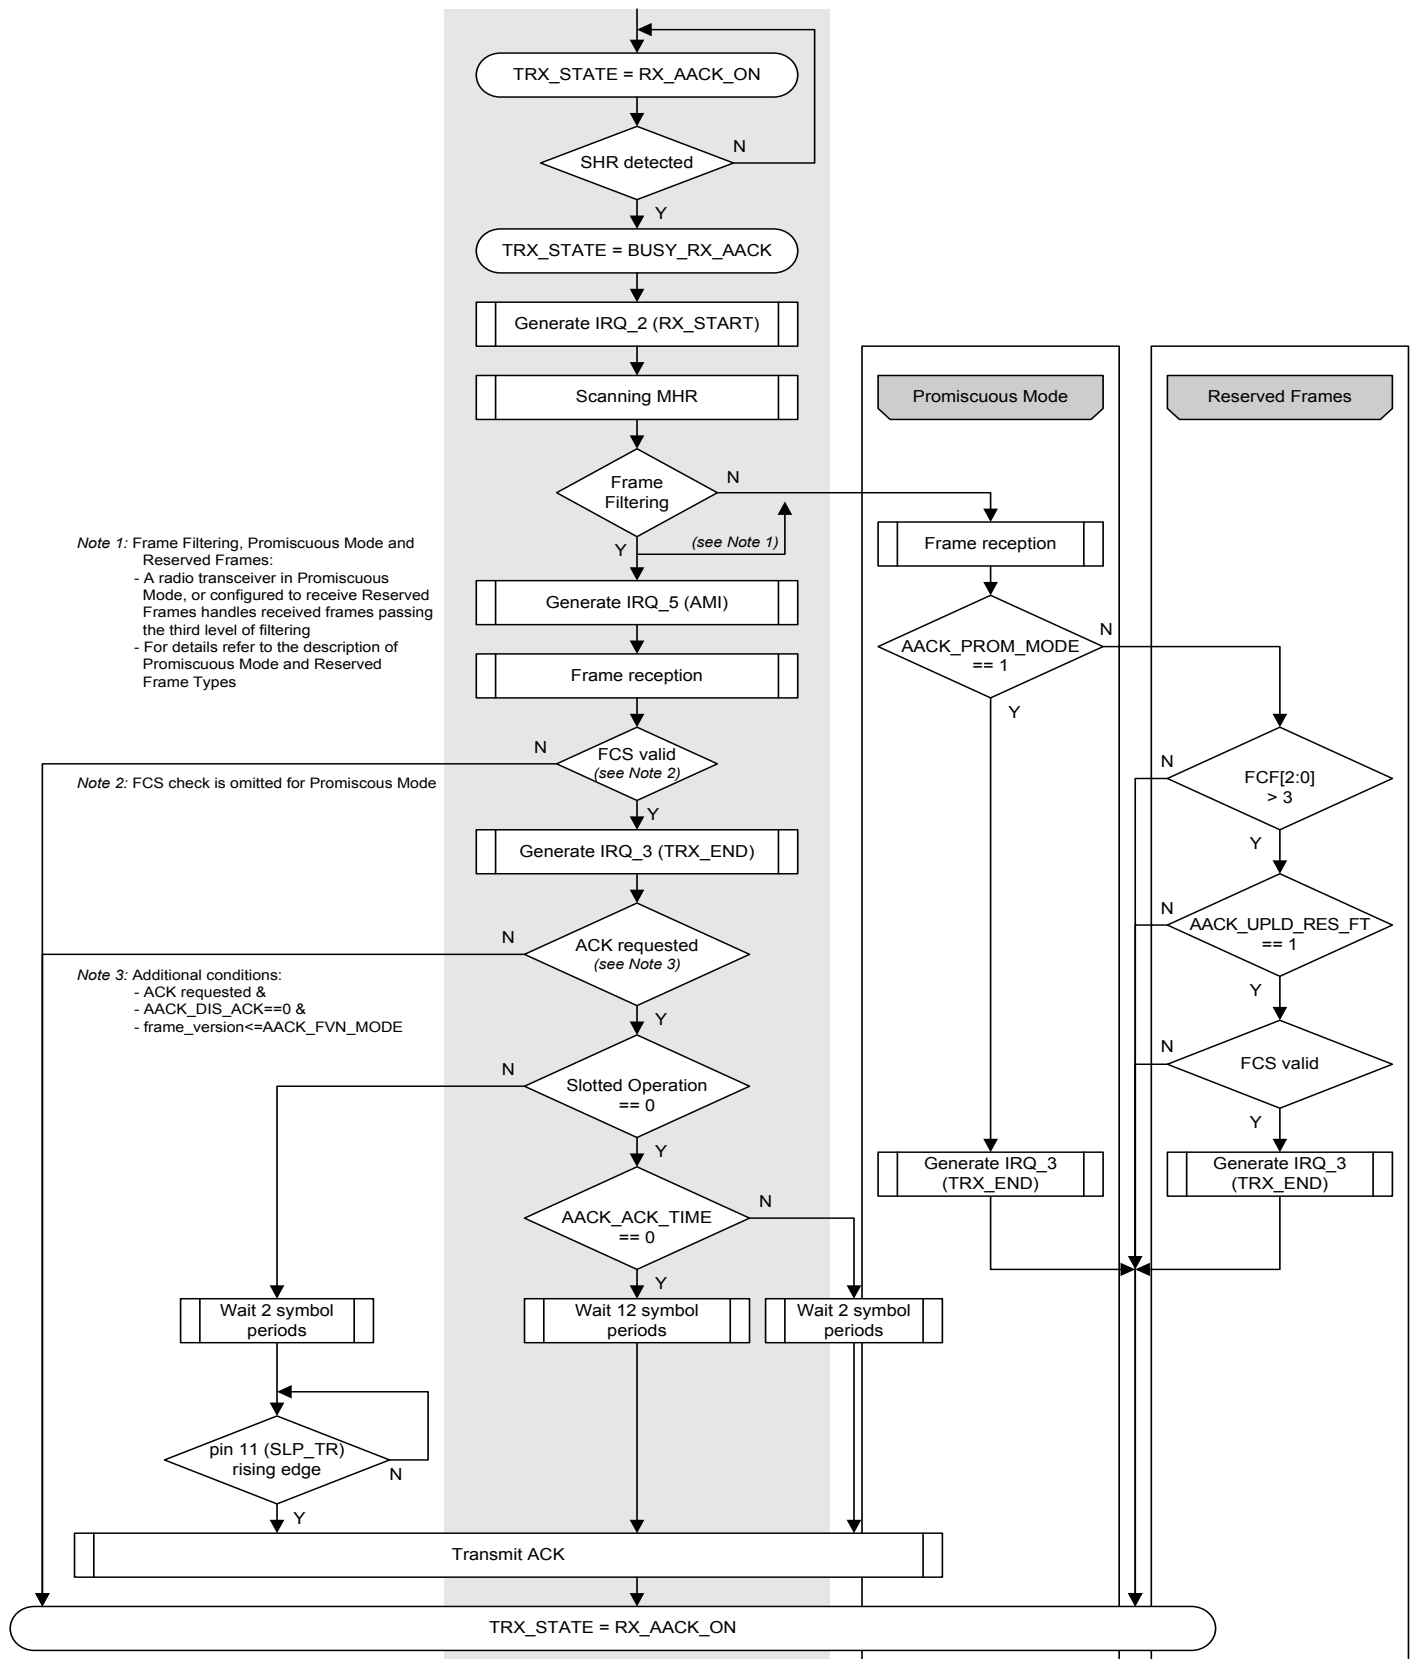 TRX_STATE = RX_AACK_ON
SHR detected
N
Y
TRX_STATE = BUSY_RX_AACK
Generate IRQ_2 (RX_START)
Scanning MHR
Promiscuous Mode
Reserved Frames
Frame
Filtering
N
Y
(see Note 1)
Frame reception
Note 1: Frame Filtering, Promiscuous Mode and
Reserved Frames:
- A radio transceiver in Promiscuous
Mode, or configured to receive Reserved
Frames handles received frames passing
the third level of filtering
- For details refer to the description of
Promiscuous Mode and Reserved
Frame Types
Generate IRQ_5 (AMI)
AACK_PROM_MODE
== 1
N
Y
Frame reception
FCS valid
(see Note 2)
N
Y
Note 2: FCS check is omitted for Promiscous Mode
FCF[2:0]
> 3
N
Y
Generate IRQ_3 (TRX_END)
ACK requested
(see Note 3)
N
Y
AACK_UPLD_RES_FT
== 1
N
Y
Note 3: Additional conditions:
- ACK requested &
- AACK_DIS_ACK==0 &
- frame_version<=AACK_FVN_MODE
Slotted Operation
== 0
N
Y
FCS valid
N
Y
Generate IRQ_3
(TRX_END)
Generate IRQ_3
(TRX_END)
AACK_ACK_TIME
== 0
N
Y
Wait 2 symbol
periods
Wait 12 symbol
periods
Wait 2 symbol
periods
pin 11 (SLP_TR)
rising edge
N
Y
Transmit ACK
TRX_STATE = RX_AACK_ON